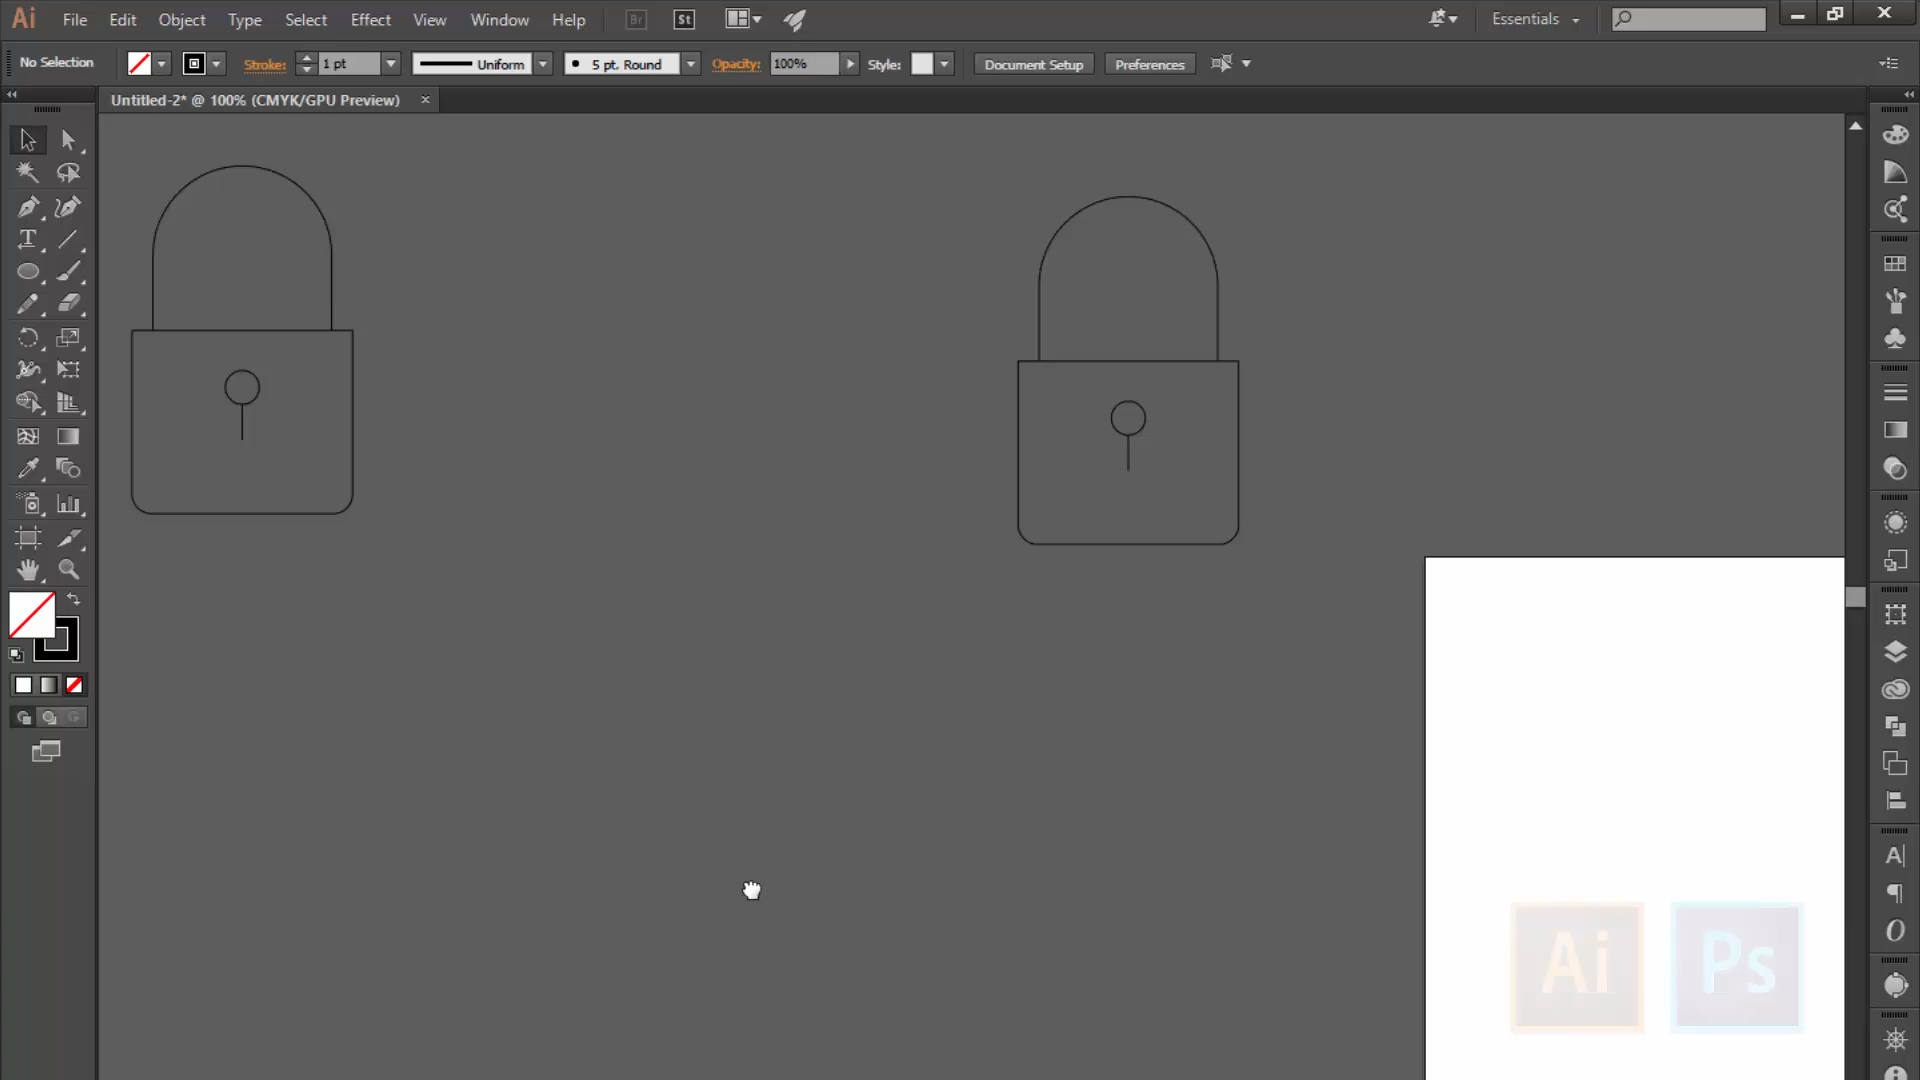 Ai File Edit Object Type Select Effect View Window Help Br St Essentials
No Selection Stroke: 1 pt Uniform 5 pt. Round Opacity: 100% Style: Document Setup Preferences
Untitled-2* @ 100% (CMYK/GPU Preview) ×
Ai Ps